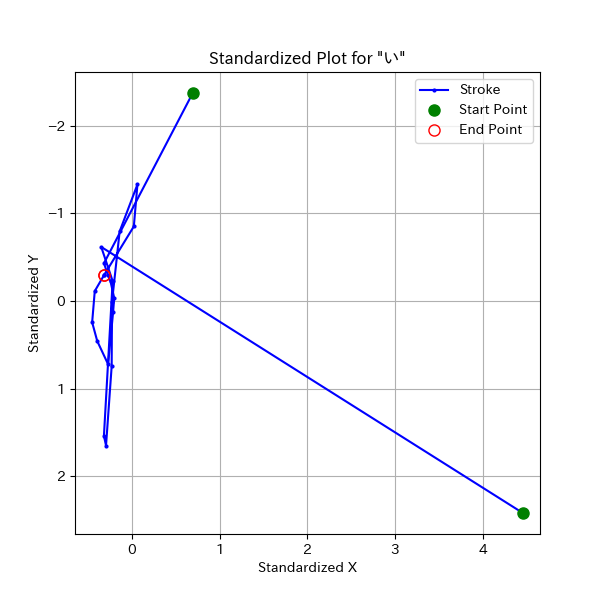 Standardized Plot for "い"
Stroke
Start Point
End Point
−2
−1
0
1
2
Standardized Y
0
1
2
3
4
Standardized X